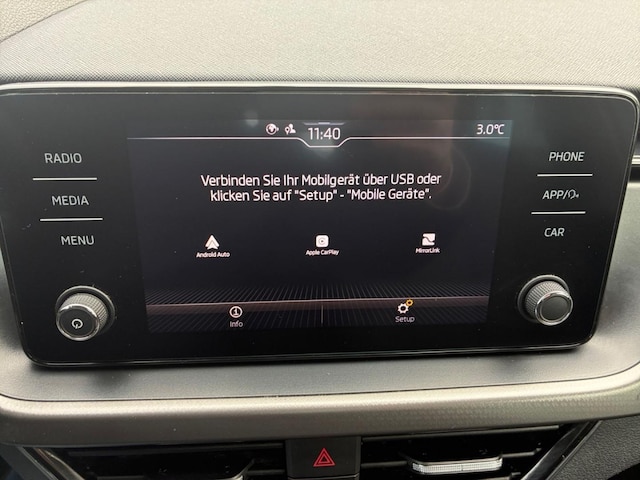 11:40
3.0°C
RADIO
MEDIA
MENU
PHONE
APP/
CAR
Verbinden Sie Ihr Mobilgerät über USB oder
klicken Sie auf "Setup" - "Mobile Geräte".
Android Auto
Apple CarPlay
MirrorLink
Info
Setup